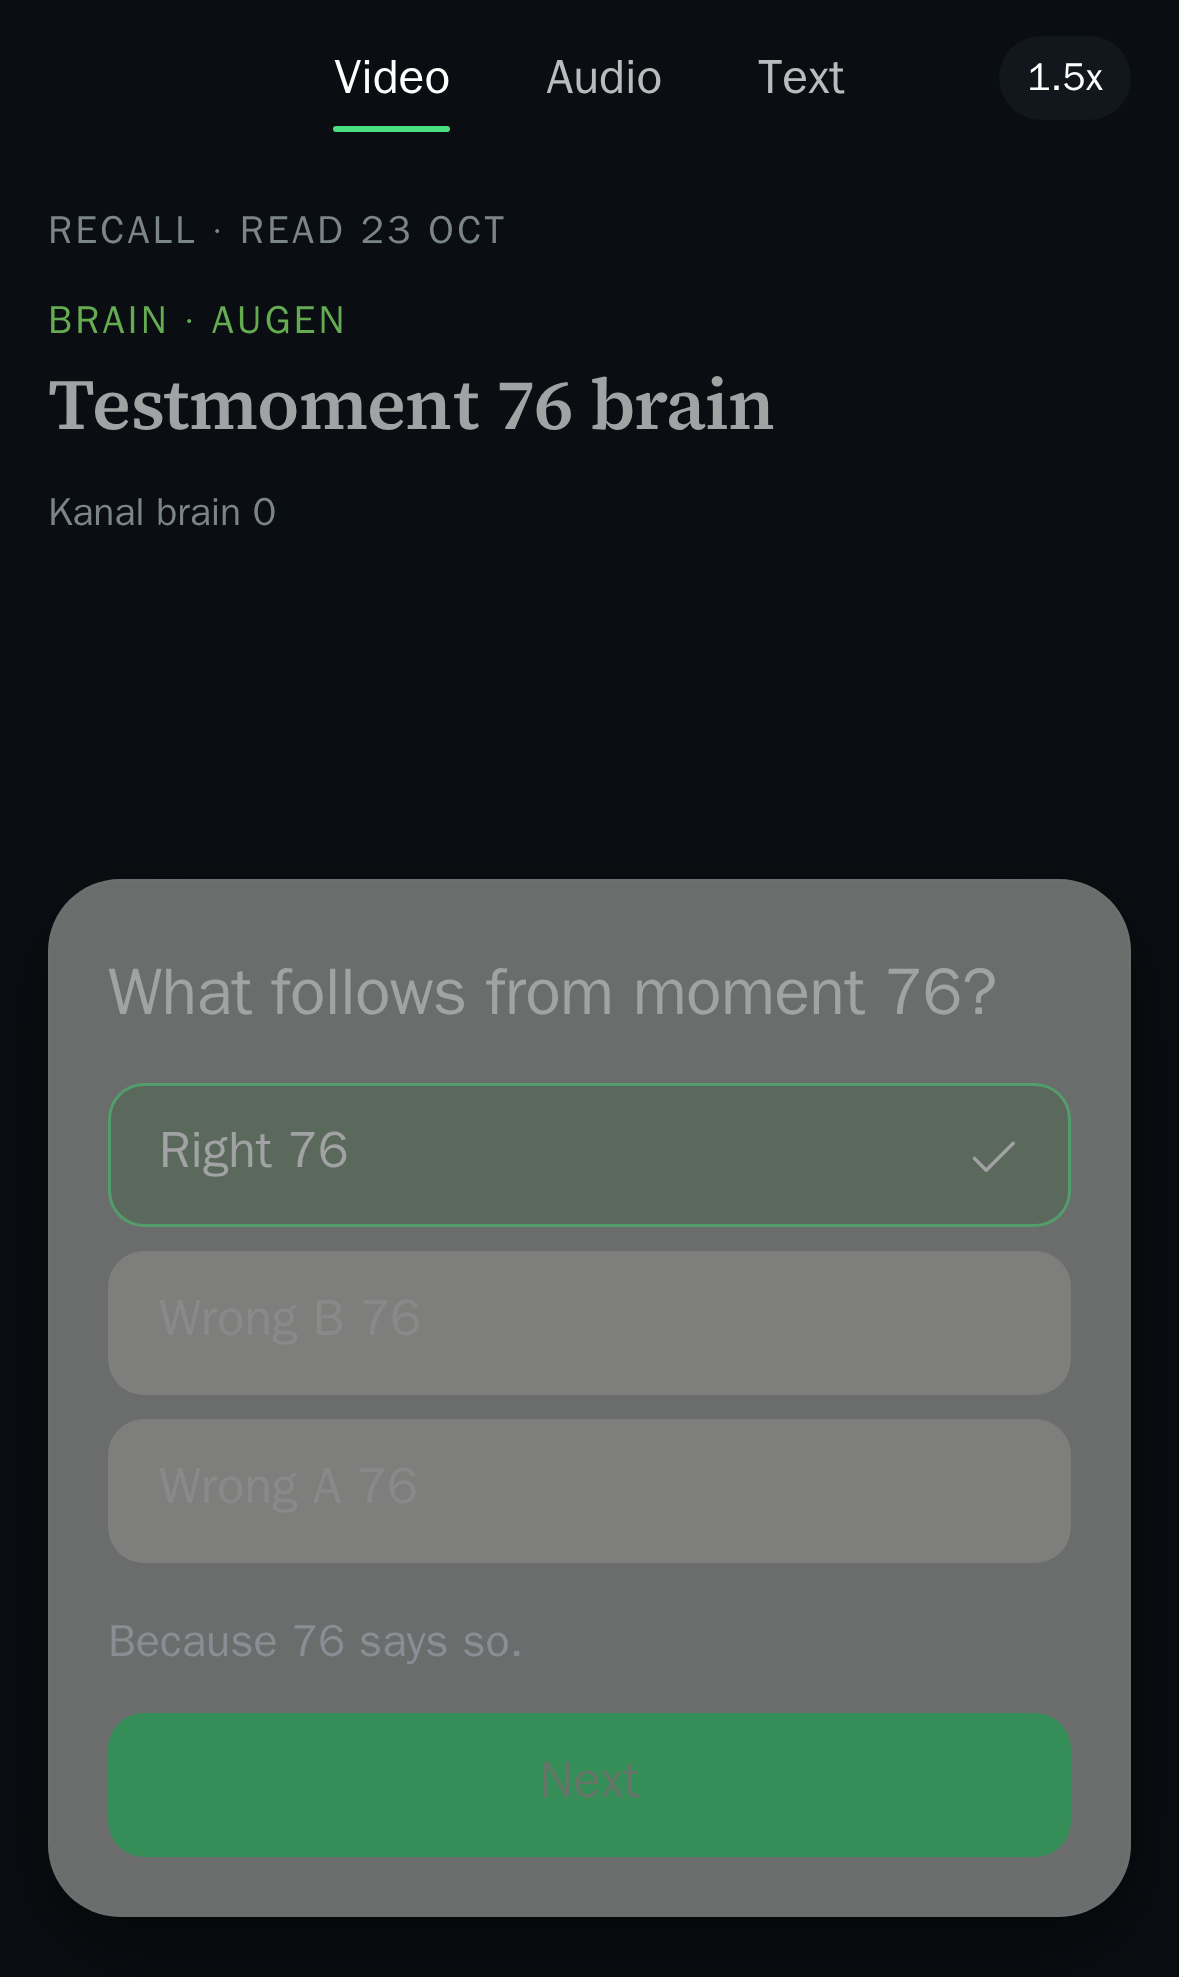 Video Audio Text 1.5x
RECALL · READ 23 OCT
BRAIN · AUGEN
Testmoment 76 brain
Kanal brain 0
What follows from moment 76?
Right 76
Wrong B 76
Wrong A 76
Because 76 says so.
Next